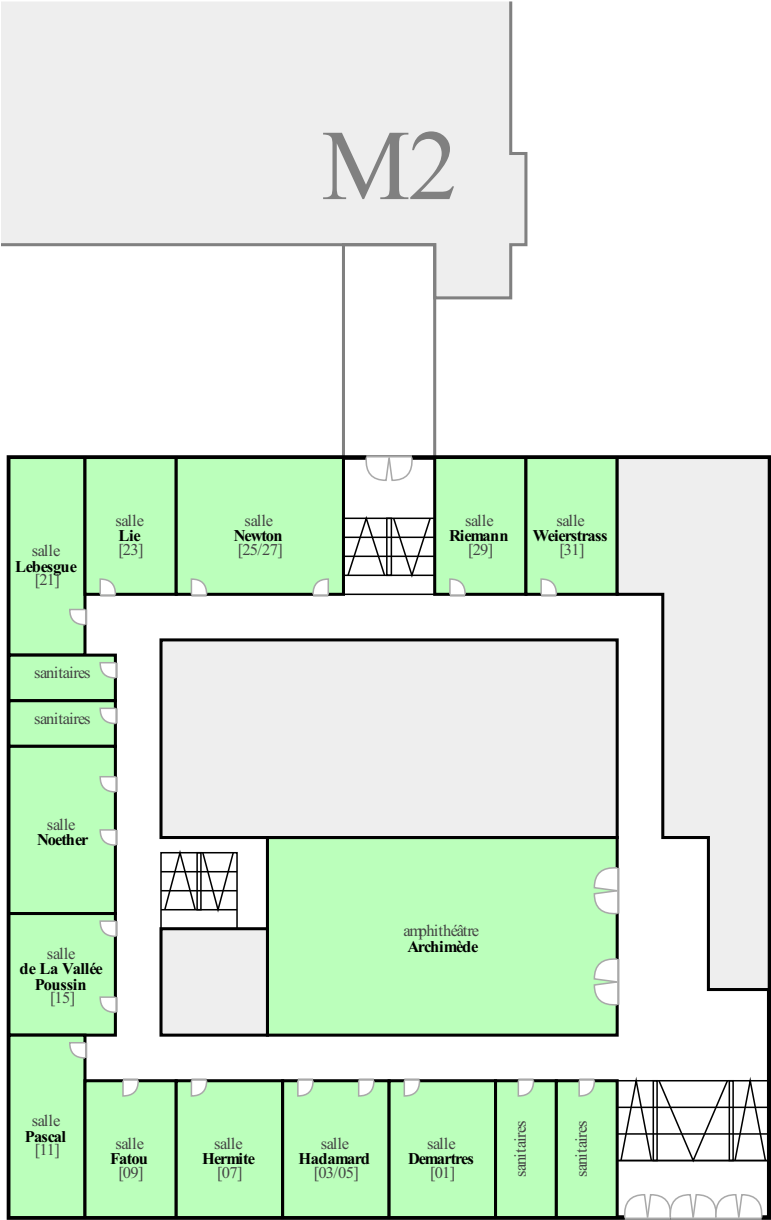 M2
salle
Lebesgue
[21]
salle
Lie
[23]
salle
Newton
[25/27]
salle
Riemann
[29]
salle
Weierstrass
[31]
sanitaires
sanitaires
salle
Noether
amphithéâtre
Archimède
salle
de La Vallée
Poussin
[15]
salle
Pascal
[11]
salle
Fatou
[09]
salle
Hermite
[07]
salle
Hadamard
[03/05]
salle
Demartres
[01]
sanitaires
sanitaires